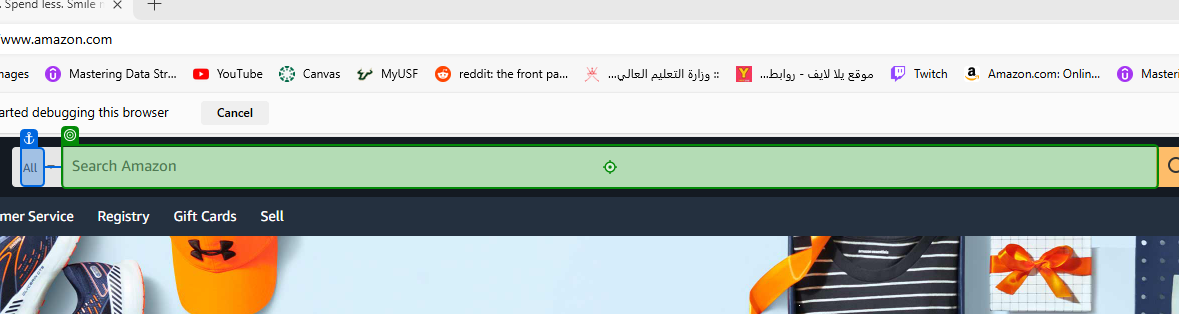 . Spend less. Smile
www.amazon.com
Mastering Data Str... YouTube Canvas MyUSF reddit: the front pa... وزارة التعليم العالي... :: موقع يلا لايف - روابط... Twitch Amazon.com: Onlin... Masteri
arted debugging this browser Cancel
All Search Amazon
mer Service Registry Gift Cards Sell